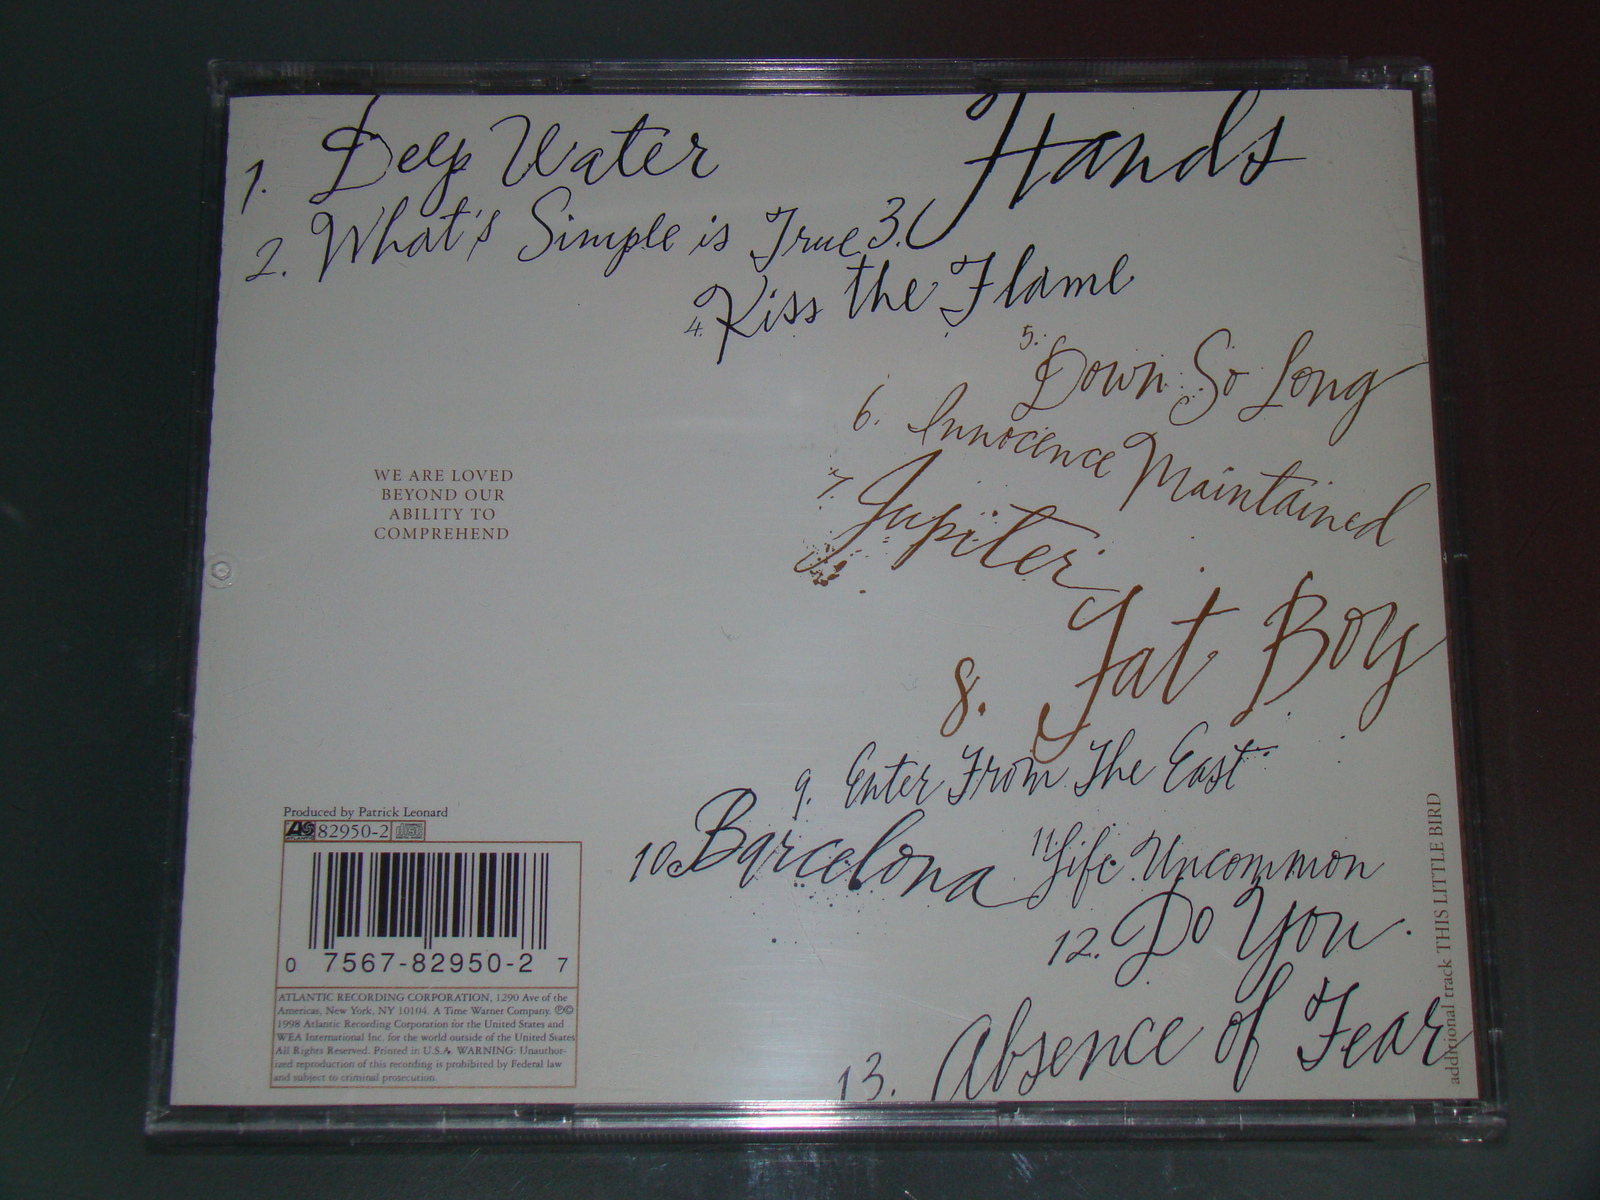 1. Deep Water
2. What's Simple is True
3. Hands
4. Kiss the Flame
5. Down So Long
6. Innocence Maintained
7. Jupiter
8. Fat Boy
9. Enter From The East
10. Barcelona
11. Life Uncommon
12. Do You
13. Absence of Fear
additional track THIS LITTLE BIRD
WE ARE LOVED
BEYOND OUR
ABILITY TO
COMPREHEND
Produced by Patrick Leonard
ATLANTIC 82950-2
0 7567-82950-2 7
ATLANTIC RECORDING CORPORATION, 1290 Ave of the
Americas, New York, NY 10104. A Time Warner Company. ℗©
1998 Atlantic Recording Corporation for the United States and
WEA International Inc. for the world outside of the United States
All Rights Reserved. Printed in U.S.A. WARNING: Unauthor-
ized reproduction of this recording is prohibited by Federal law
and subject to criminal prosecution.